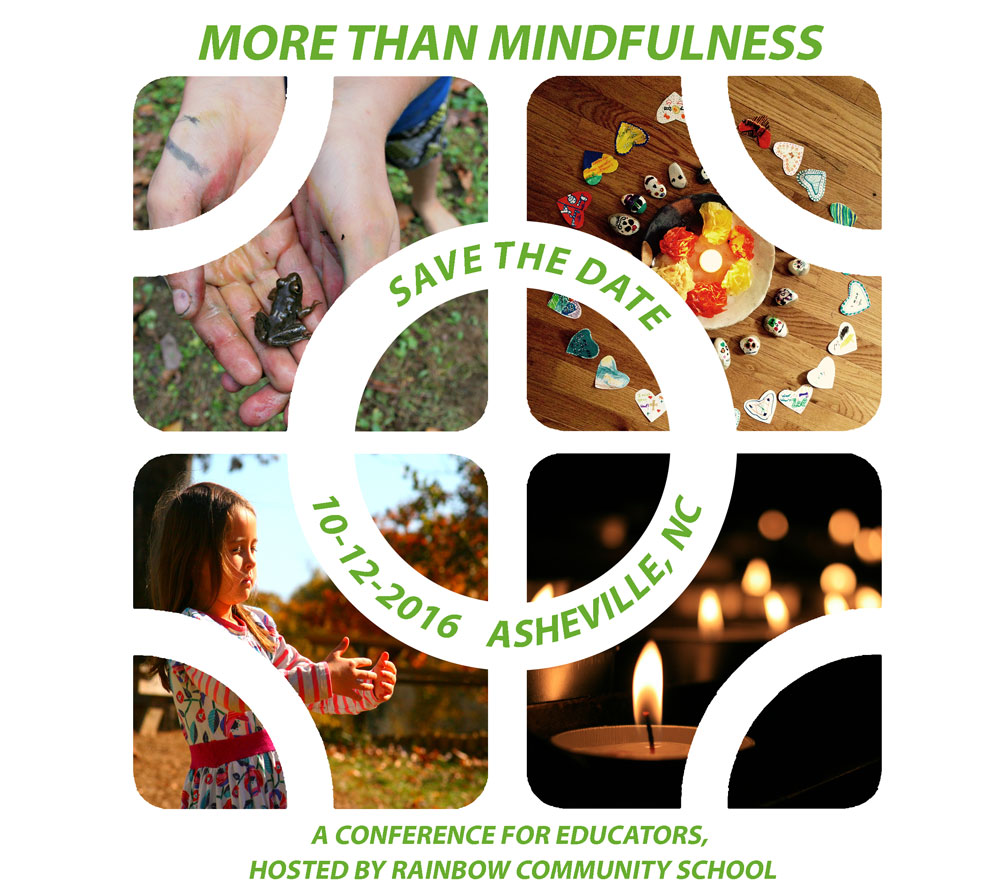 MORE THAN MINDFULNESS
SAVE THE DATE
10-12-2016
ASHEVILLE, NC
A CONFERENCE FOR EDUCATORS,
HOSTED BY RAINBOW COMMUNITY SCHOOL